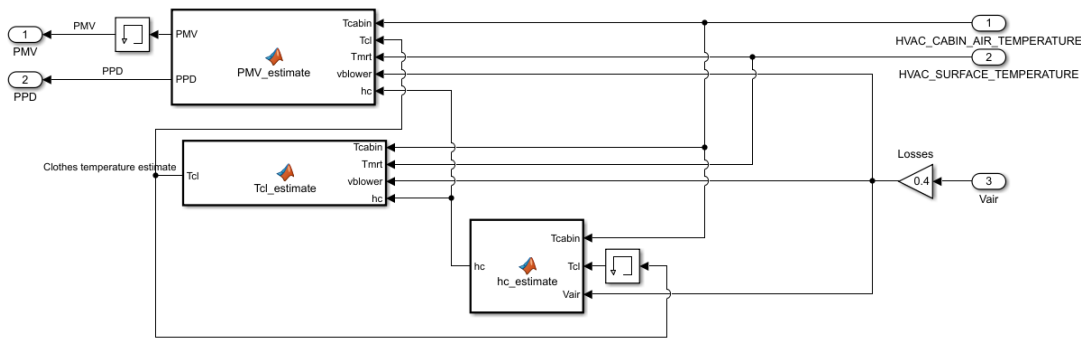 1
PMV
PMV
PMV
PPD
PMV_estimate
Tcabin
Tcl
Tmrt
vblower
hc
1
HVAC_CABIN_AIR_TEMPERATURE
2
HVAC_SURFACE_TEMPERATURE
2
PPD
PPD
Clothes temperature estimate
Tcl
Tcl_estimate
Tcabin
Tmrt
vblower
hc
Losses
0.4
3
Vair
hc
hc_estimate
Tcabin
Tcl
Vair